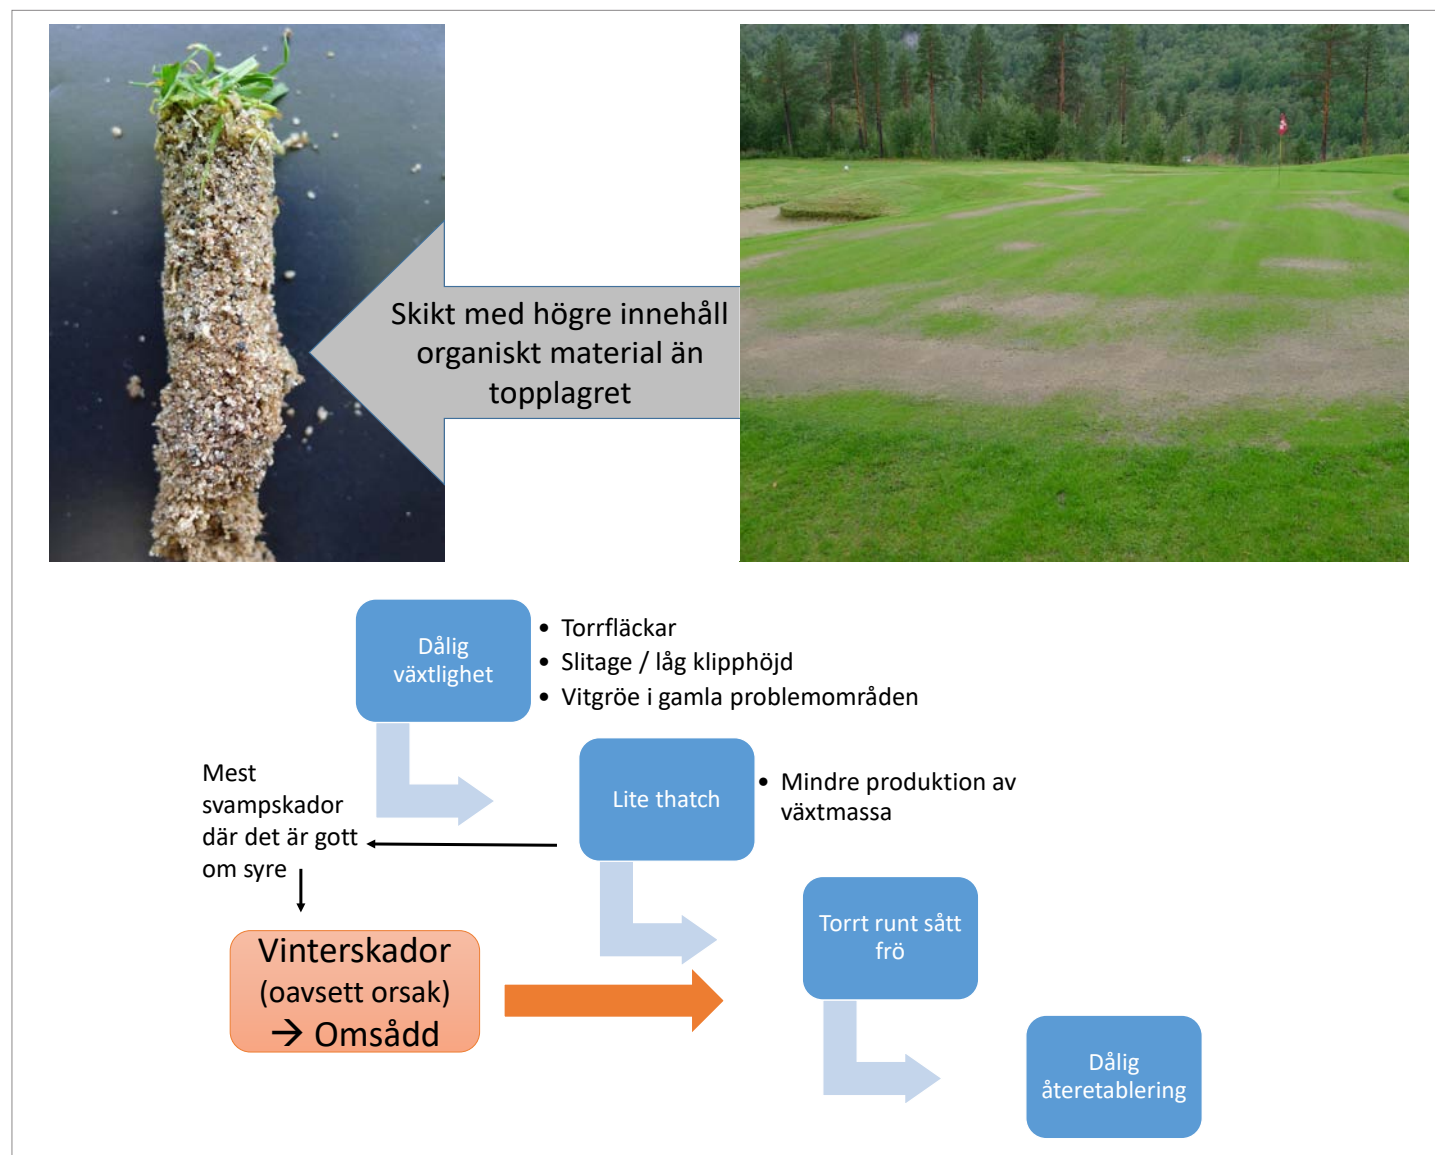 Skikt med högre innehåll
organiskt material än
topplagret
Dålig
växtlighet
• Torrfläckar
• Slitage / låg klipphöjd
• Vitgröe i gamla problemområden
Mest
svampskador
där det är gott
om syre
Lite thatch
• Mindre produktion av
växtmassa
Torrt runt sått
frö
Vinterskador
(oavsett orsak)
→ Omsådd
Dålig
återetablering